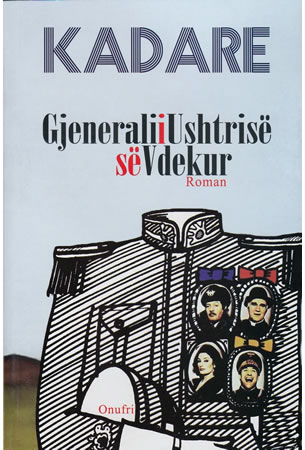 KADARE
Gjenerali i Ushtrisë
së Vdekur
Roman
Onufri